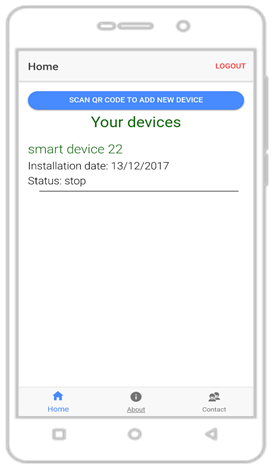 Home
LOGOUT
SCAN QR CODE TO ADD NEW DEVICE
Your devices
smart device 22
Installation date: 13/12/2017
Status: stop
Home
About
Contact